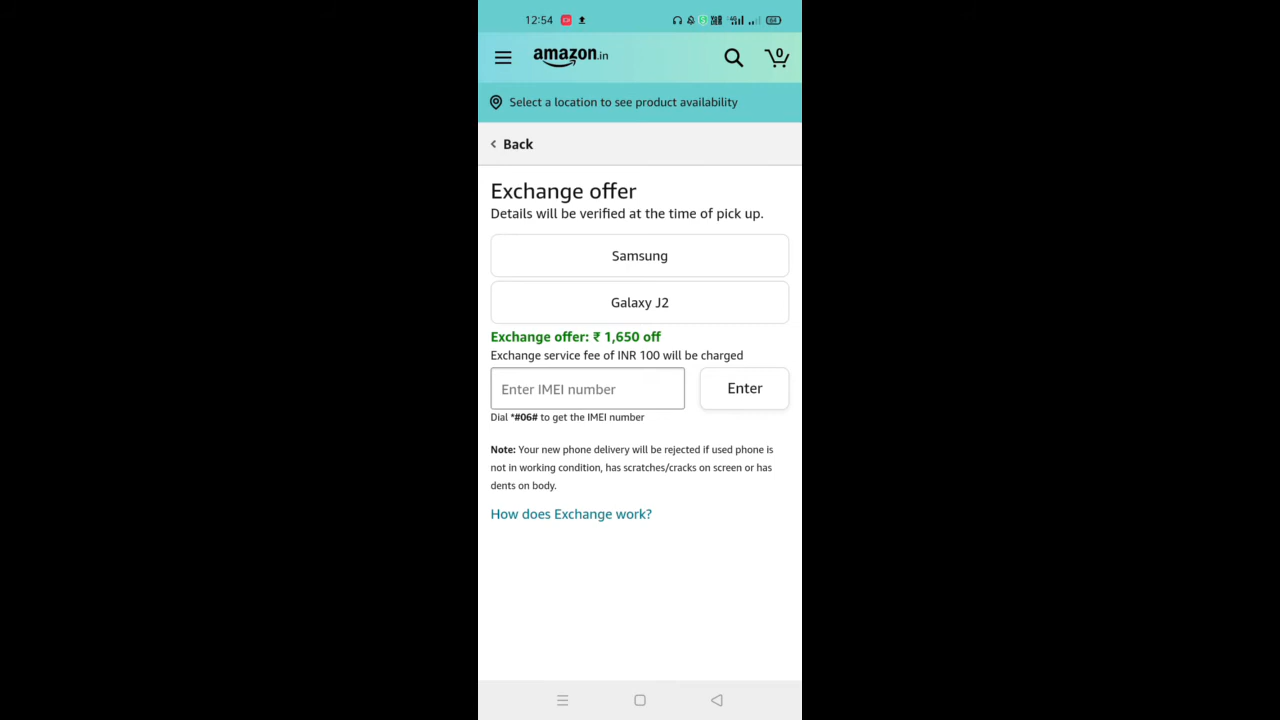 12:54
64
amazon.in
0
Select a location to see product availability
Back
Exchange offer
Details will be verified at the time of pick up.
Samsung
Galaxy J2
Exchange offer: ₹ 1,650 off
Exchange service fee of INR 100 will be charged
Enter IMEI number
Enter
Dial *#06# to get the IMEI number
Note: Your new phone delivery will be rejected if used phone is
not in working condition, has scratches/cracks on screen or has
dents on body.
How does Exchange work?